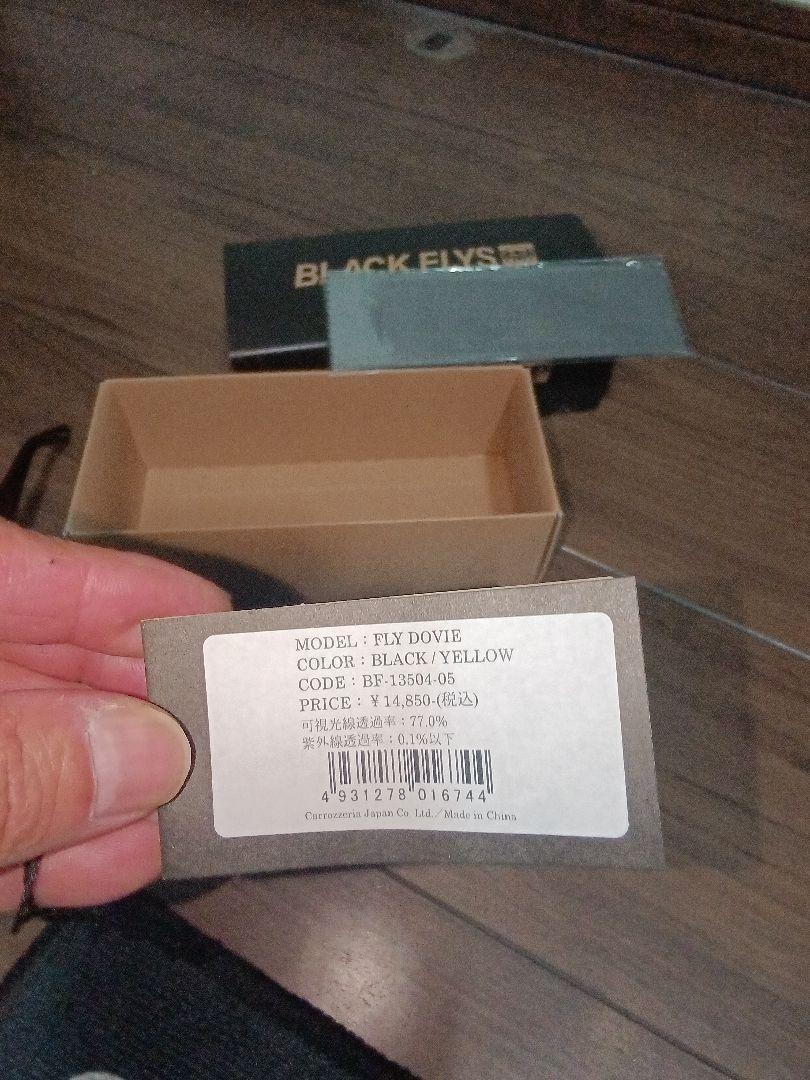 BLACK FLYS
MODEL：FLY DOVIE
COLOR：BLACK / YELLOW
CODE：BF-13504-05
PRICE：￥14,850-(税込)
可視光線透過率：77.0%
紫外線透過率：0.1%以下
4 931278 016744
Carrozzeria Japan Co. Ltd.／Made in China